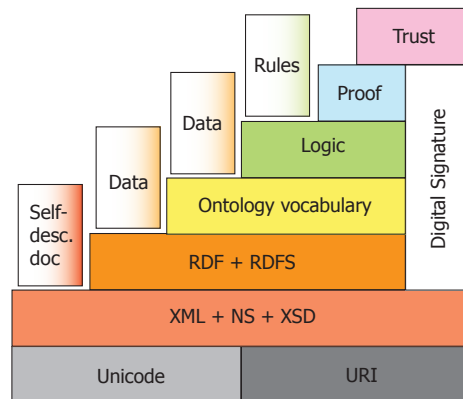 Trust
Rules
Proof
Data
Logic
Data
Self-
desc.
doc
Ontology vocabulary
Digital Signature
RDF + RDFS
XML + NS + XSD
Unicode
URI